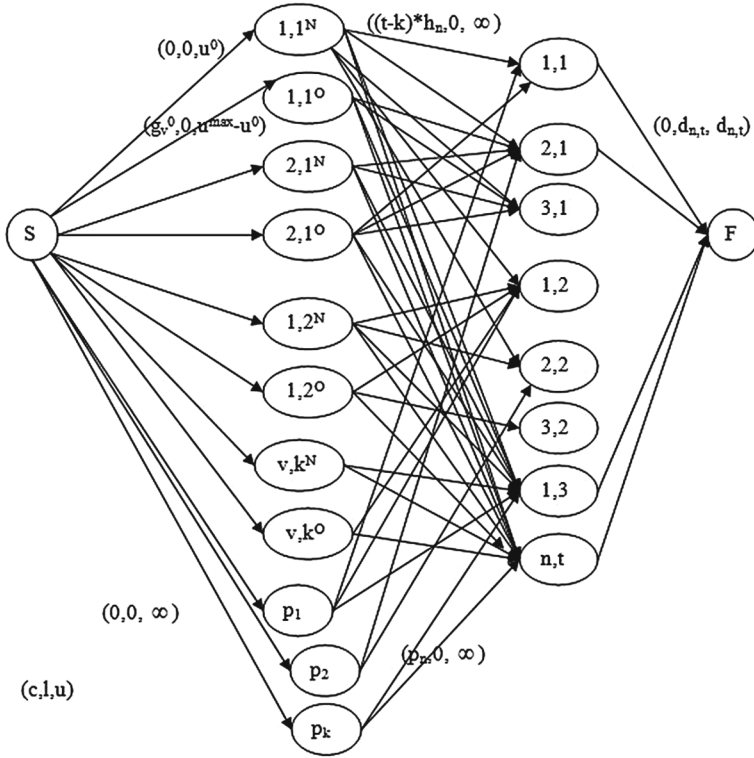 1,1ᴺ
((t-k)*hₙ,0, ∞)
(0,0,u⁰)
1,1
1,1ᴼ
(gᵥ⁰,0,uᵐᵃˣ-u⁰)
(0,dₙ,ₜ, dₙ,ₜ)
2,1
2,1ᴺ
3,1
S
2,1ᴼ
F
1,2
1,2ᴺ
2,2
1,2ᴼ
3,2
v,kᴺ
1,3
v,kᴼ
n,t
p₁
(0,0, ∞)
(pₙ,0, ∞)
p₂
(c,l,u)
pₖ